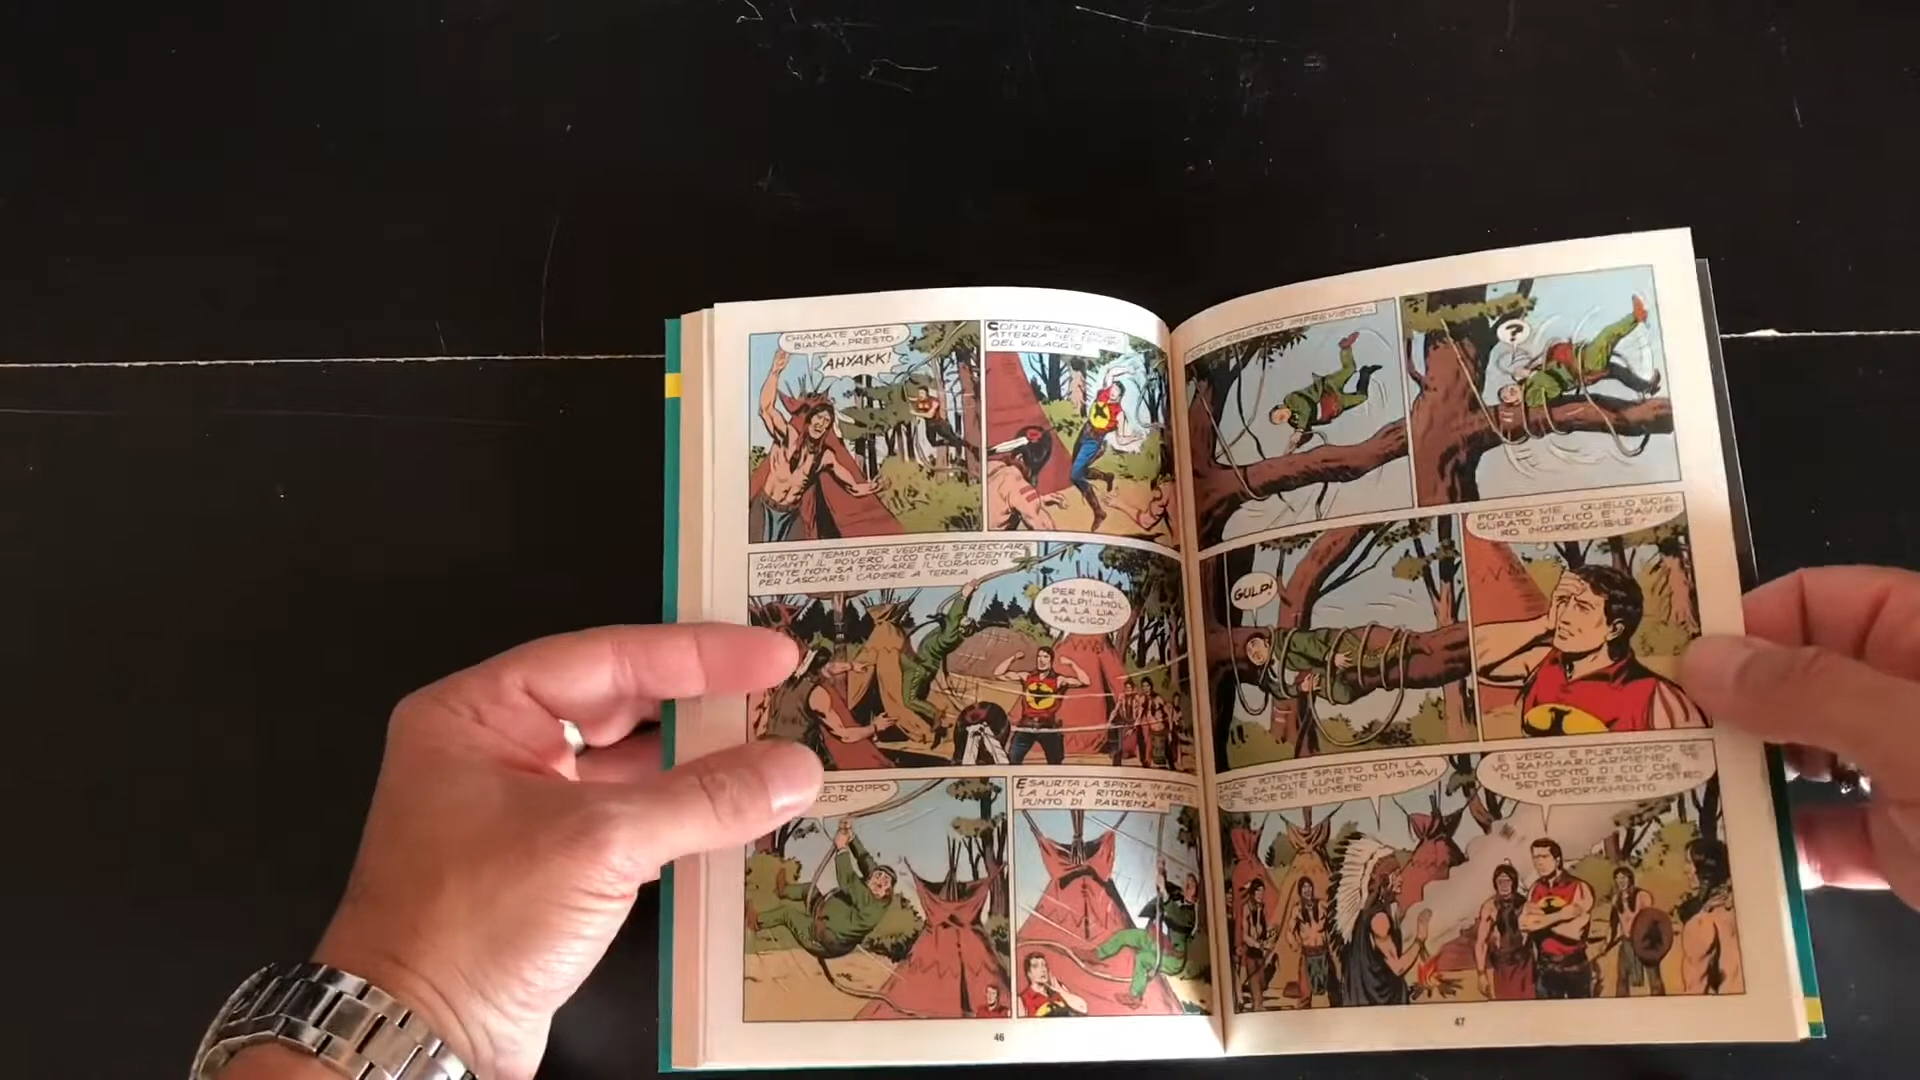 CHIAMATE VOLPE
BIANCA, PRESTO!
AHYAKK!
CON UN BALZO
ATTERRA NEL
DEL VILLAGGIO
GIUSTO IN TEMPO PER VEDERSI SFRECCIARE
DAVANTI IL POVERO CICO CHE EVIDENTE-
MENTE NON SA TROVARE IL CORAGGIO
PER LASCIARSI CADERE A TERRA
PER MILLE
SCALPI!...MOL-
LA LA LIA-
NA, CICO!
E' TROPPO
ESAURITA LA SPINTA IN
LA LIANA RITORNA VERSO IL
PUNTO DI PARTENZA...
46
CON UN RISULTATO IMPREVISTO...
?
GULP!
POVERO ME... QUELLO SCIA-
GURATO DI CICO E' DAVVE-
RO INCORREGGIBILE!
POTENTE SPIRITO CON LA
DA MOLTE LUNE NON VISITAVI
LE TENDE DEI MUNSEE
E' VERO... E PURTROPPO DE-
VO RAMMARICARMENE, TE-
NUTO CONTO DI CIO' CHE
SENTO DIRE SUL VOSTRO
COMPORTAMENTO
47